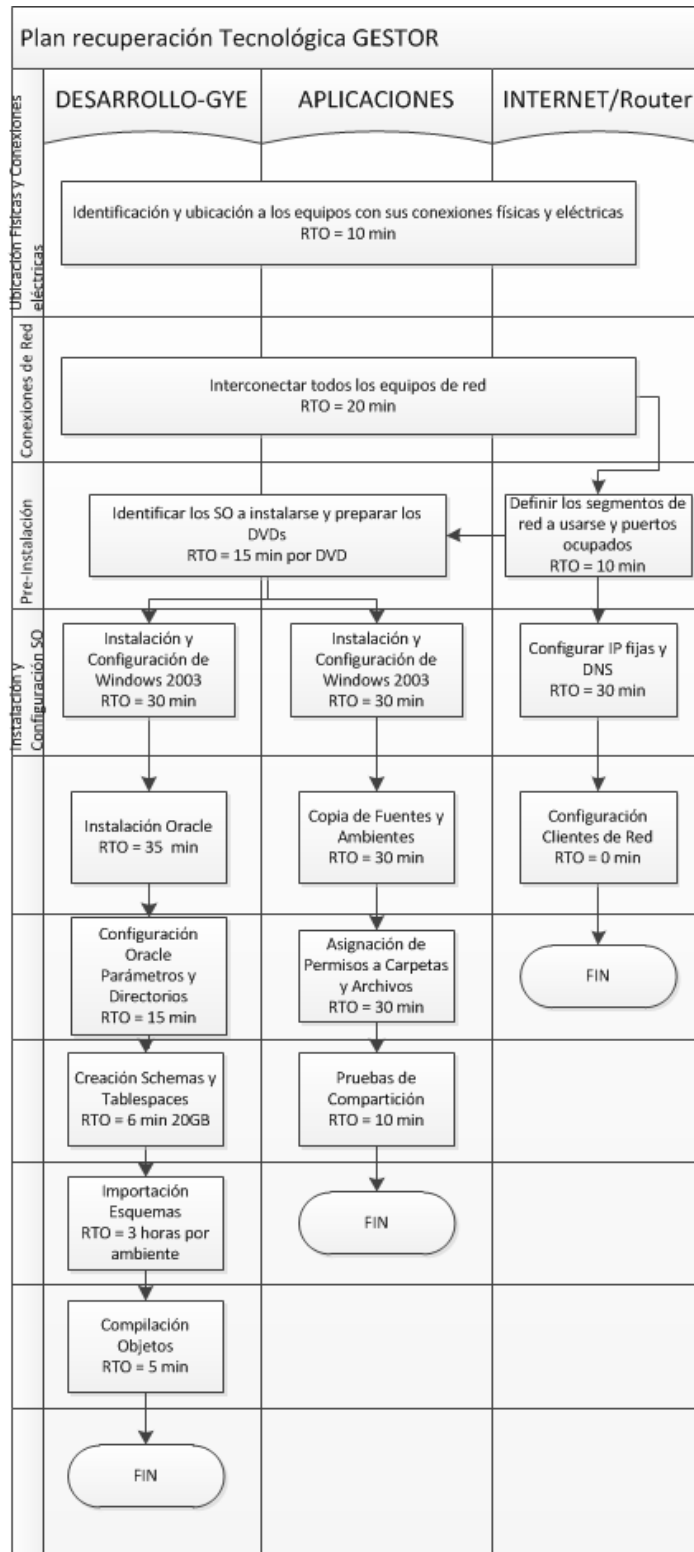 Plan recuperación Tecnológica GESTOR
DESARROLLO-GYE
APLICACIONES
INTERNET/Router
Ubicación Físicas y Conexiones
eléctricas
Identificación y ubicación a los equipos con sus conexiones físicas y eléctricas
RTO = 10 min
Conexiones de Red
Interconectar todos los equipos de red
RTO = 20 min
Pre-Instalación
Identificar los SO a instalarse y preparar los
DVDs
RTO = 15 min por DVD
Definir los segmentos de
red a usarse y puertos
ocupados
RTO = 10 min
Instalación y
Configuración SO
Instalación y
Configuración de
Windows 2003
RTO = 30 min
Instalación y
Configuración de
Windows 2003
RTO = 30 min
Configurar IP fijas y
DNS
RTO = 30 min
Instalación Oracle
RTO = 35 min
Copia de Fuentes y
Ambientes
RTO = 30 min
Configuración
Clientes de Red
RTO = 0 min
Configuración
Oracle
Parámetros y
Directorios
RTO = 15 min
Asignación de
Permisos a Carpetas
y Archivos
RTO = 30 min
FIN
Creación Schemas y
Tablespaces
RTO = 6 min 20GB
Pruebas de
Compartición
RTO = 10 min
Importación
Esquemas
RTO = 3 horas por
ambiente
FIN
Compilación
Objetos
RTO = 5 min
FIN